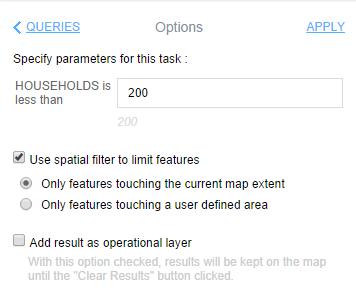 QUERIES Options APPLY
Specify parameters for this task :
HOUSEHOLDS is
less than
200
200
Use spatial filter to limit features
Only features touching the current map extent
Only features touching a user defined area
Add result as operational layer
With this option checked, results will be kept on the map
until the "Clear Results" button clicked.